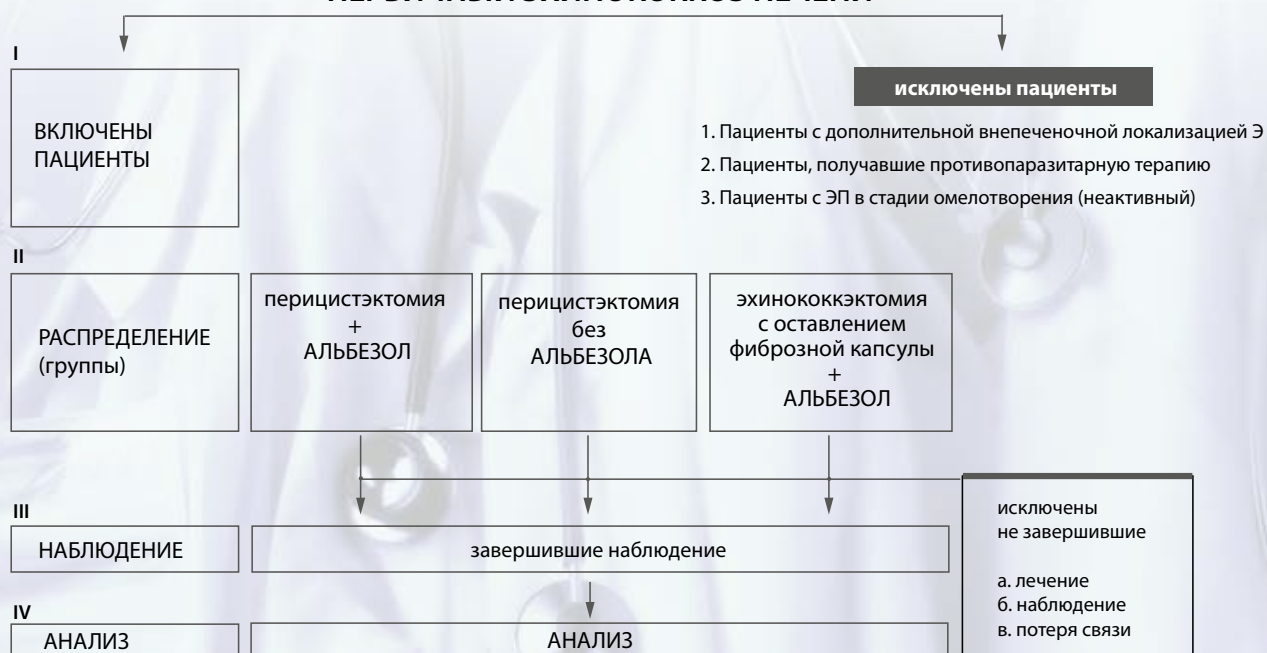 I
ВКЛЮЧЕНЫ
ПАЦИЕНТЫ
исключены пациенты
1. Пациенты с дополнительной внепеченочной локализацией Э
2. Пациенты, получавшие противопаразитарную терапию
3. Пациенты с ЭП в стадии омелотворения (неактивный)
II
РАСПРЕДЕЛЕНИЕ
(группы)
перицистэктомия
+
АЛЬБЕЗОЛ
перицистэктомия
без
АЛЬБЕЗОЛА
эхинококкэктомия
с оставлением
фиброзной капсулы
+
АЛЬБЕЗОЛ
III
НАБЛЮДЕНИЕ
завершившие наблюдение
исключены
не завершившие
а. лечение
б. наблюдение
в. потеря связи
IV
АНАЛИЗ
АНАЛИЗ